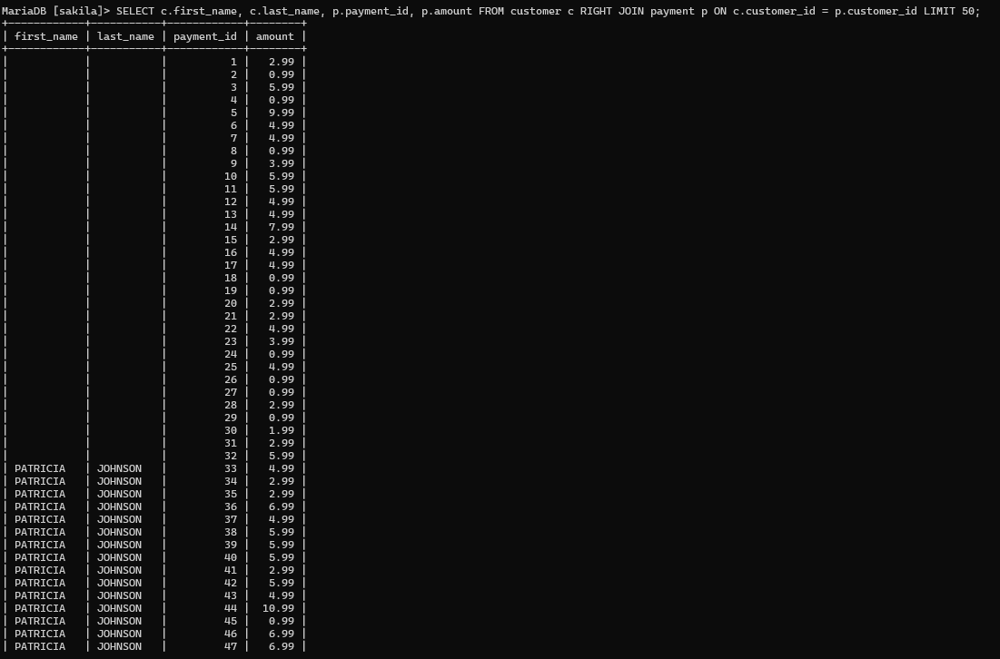 MariaDB [sakila]> SELECT c.first_name, c.last_name, p.payment_id, p.amount FROM customer c RIGHT JOIN payment p ON c.customer_id = p.customer_id LIMIT 50;
+------------+-----------+------------+--------+
| first_name | last_name | payment_id | amount |
+------------+-----------+------------+--------+
|            |           |          1 |   2.99 |
|            |           |          2 |   0.99 |
|            |           |          3 |   5.99 |
|            |           |          4 |   0.99 |
|            |           |          5 |   9.99 |
|            |           |          6 |   4.99 |
|            |           |          7 |   4.99 |
|            |           |          8 |   0.99 |
|            |           |          9 |   3.99 |
|            |           |         10 |   5.99 |
|            |           |         11 |   5.99 |
|            |           |         12 |   4.99 |
|            |           |         13 |   4.99 |
|            |           |         14 |   7.99 |
|            |           |         15 |   2.99 |
|            |           |         16 |   4.99 |
|            |           |         17 |   4.99 |
|            |           |         18 |   0.99 |
|            |           |         19 |   0.99 |
|            |           |         20 |   2.99 |
|            |           |         21 |   2.99 |
|            |           |         22 |   4.99 |
|            |           |         23 |   3.99 |
|            |           |         24 |   0.99 |
|            |           |         25 |   4.99 |
|            |           |         26 |   0.99 |
|            |           |         27 |   0.99 |
|            |           |         28 |   2.99 |
|            |           |         29 |   0.99 |
|            |           |         30 |   1.99 |
|            |           |         31 |   2.99 |
|            |           |         32 |   5.99 |
| PATRICIA   | JOHNSON   |         33 |   4.99 |
| PATRICIA   | JOHNSON   |         34 |   2.99 |
| PATRICIA   | JOHNSON   |         35 |   2.99 |
| PATRICIA   | JOHNSON   |         36 |   6.99 |
| PATRICIA   | JOHNSON   |         37 |   4.99 |
| PATRICIA   | JOHNSON   |         38 |   5.99 |
| PATRICIA   | JOHNSON   |         39 |   5.99 |
| PATRICIA   | JOHNSON   |         40 |   5.99 |
| PATRICIA   | JOHNSON   |         41 |   2.99 |
| PATRICIA   | JOHNSON   |         42 |   5.99 |
| PATRICIA   | JOHNSON   |         43 |   4.99 |
| PATRICIA   | JOHNSON   |         44 |  10.99 |
| PATRICIA   | JOHNSON   |         45 |   0.99 |
| PATRICIA   | JOHNSON   |         46 |   6.99 |
| PATRICIA   | JOHNSON   |         47 |   6.99 |